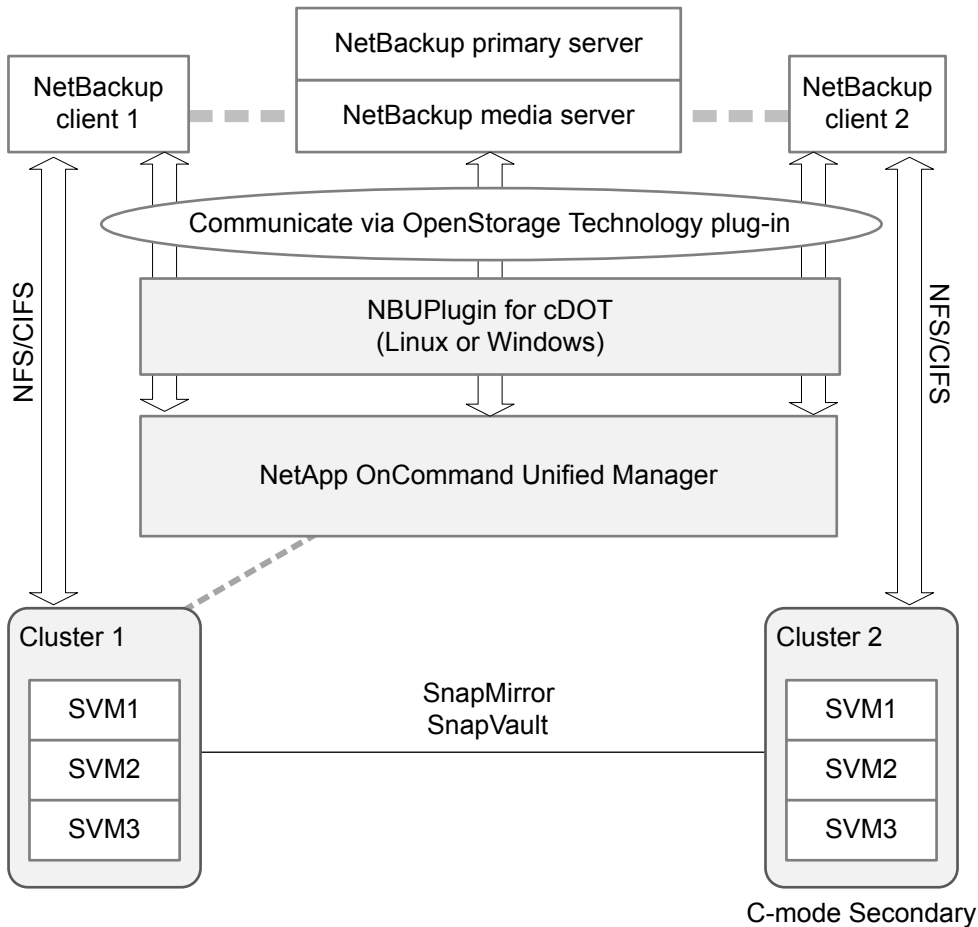 NetBackup primary server
NetBackup
client 1
NetBackup media server
NetBackup
client 2
Communicate via OpenStorage Technology plug-in
NFS/CIFS
NBUPlugin for cDOT
(Linux or Windows)
NFS/CIFS
NetApp OnCommand Unified Manager
Cluster 1
SVM1
SVM2
SVM3
SnapMirror
SnapVault
Cluster 2
SVM1
SVM2
SVM3
C-mode Secondary